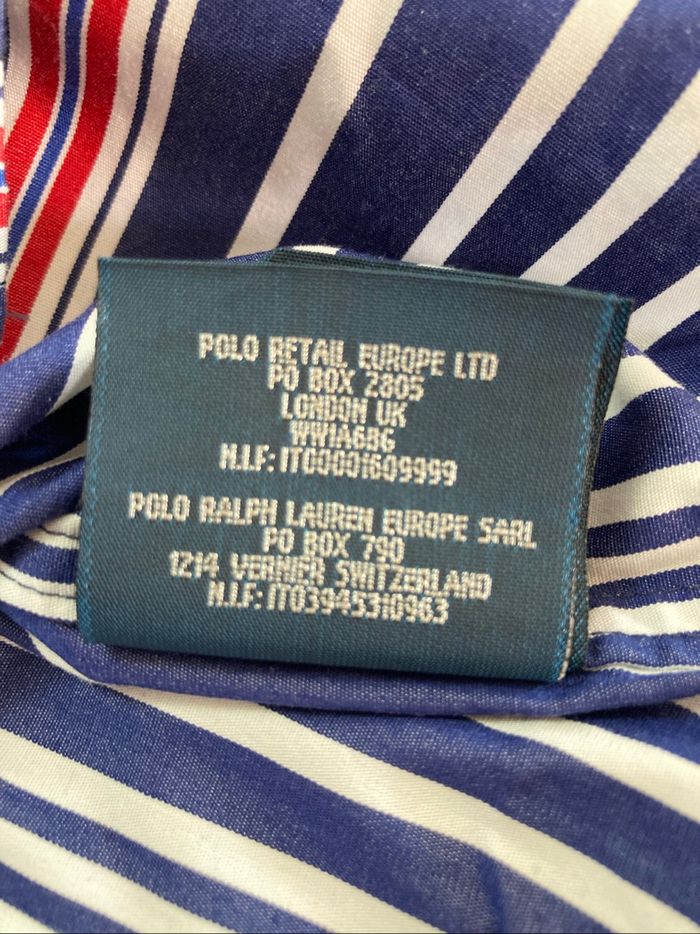 POLO RETAIL EUROPE LTD
PO BOX 2805
LONDON UK
WW1A686
N.I.F: IT00001609999
POLO RALPH LAUREN EUROPE SARL
PO BOX 790
1214 VERNIER SWITZERLAND
N.I.F: IT03945310963